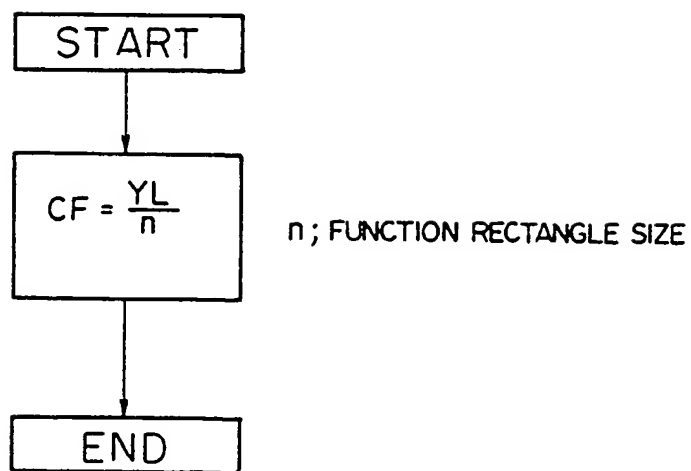 START
CF = YL/n
n; FUNCTION RECTANGLE SIZE
END